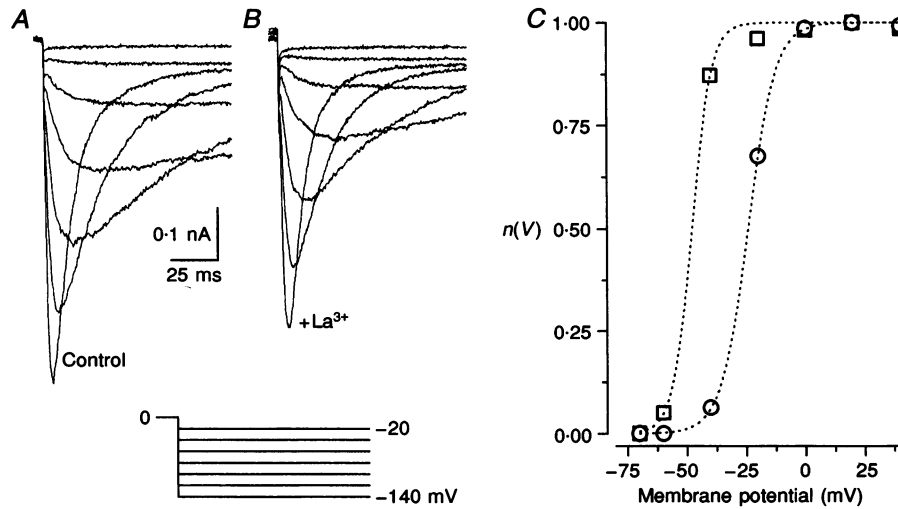 A
B
C
0·1 nA
25 ms
Control
+La³⁺
0
−20
−140 mV
1·00
0·75
n(V) 0·50
0·25
0·00
−75 −50 −25 0 25
Membrane potential (mV)